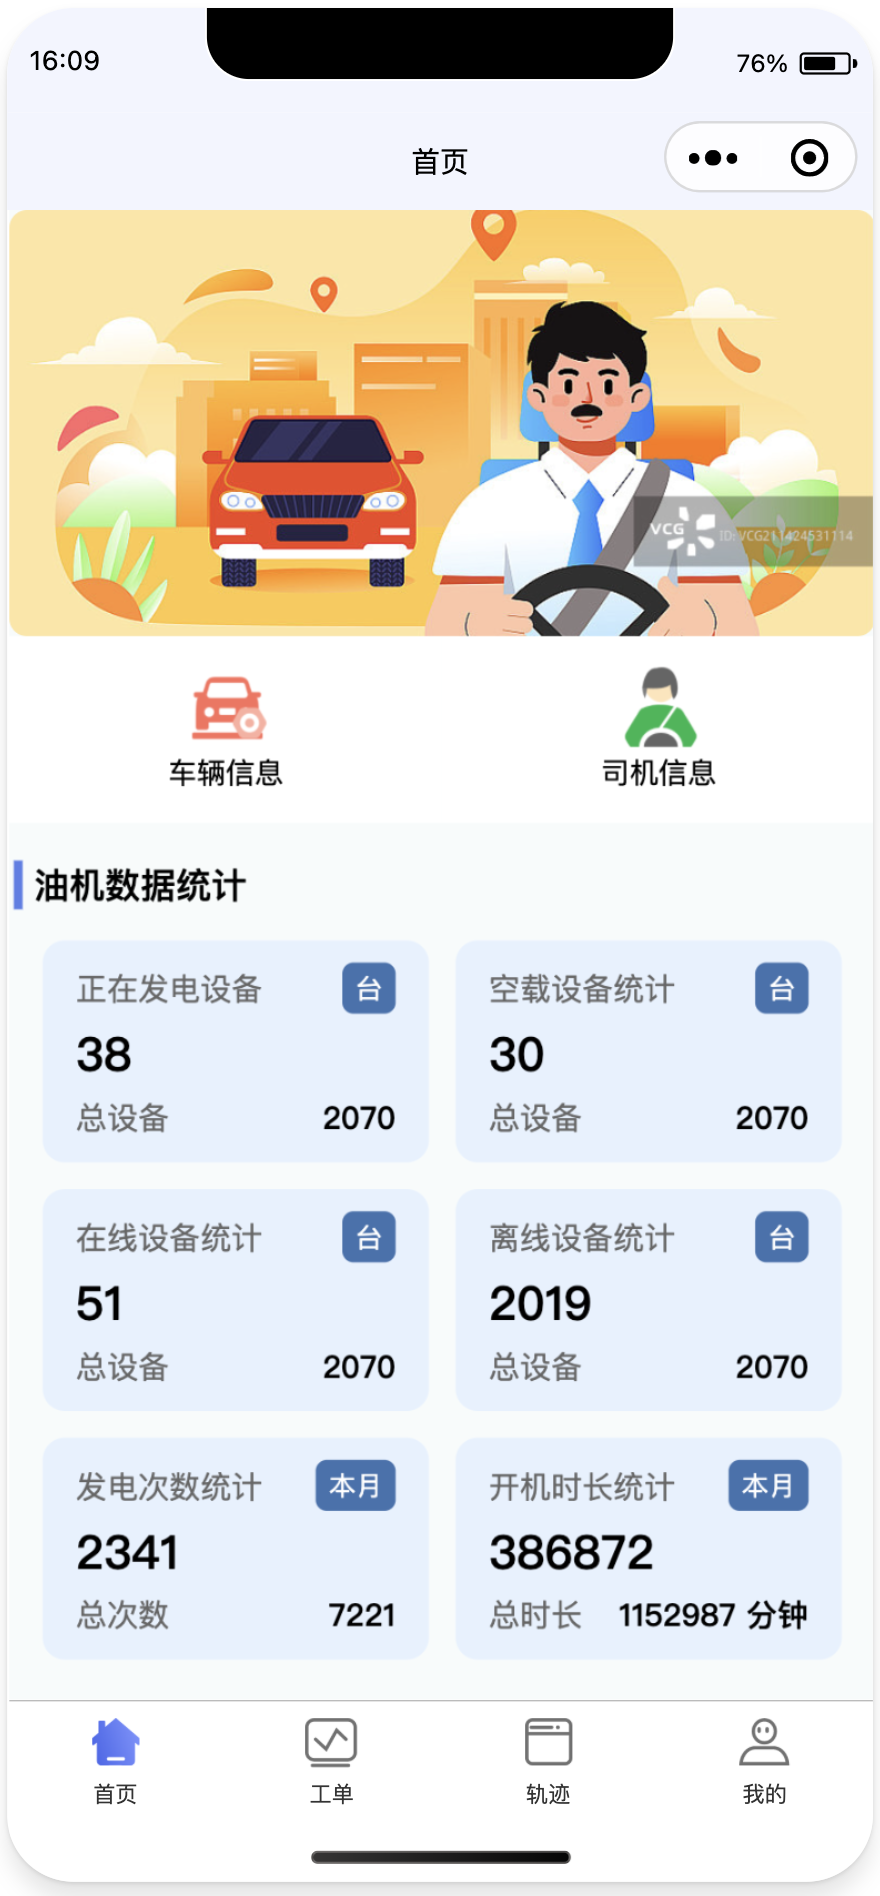 16:09
76%
首页
VCG
ID: VCG211424531114
车辆信息
司机信息
油机数据统计
正在发电设备 台
38
总设备 2070
空载设备统计 台
30
总设备 2070
在线设备统计 台
51
总设备 2070
离线设备统计 台
2019
总设备 2070
发电次数统计 本月
2341
总次数 7221
开机时长统计 本月
386872
总时长 1152987 分钟
首页
工单
轨迹
我的